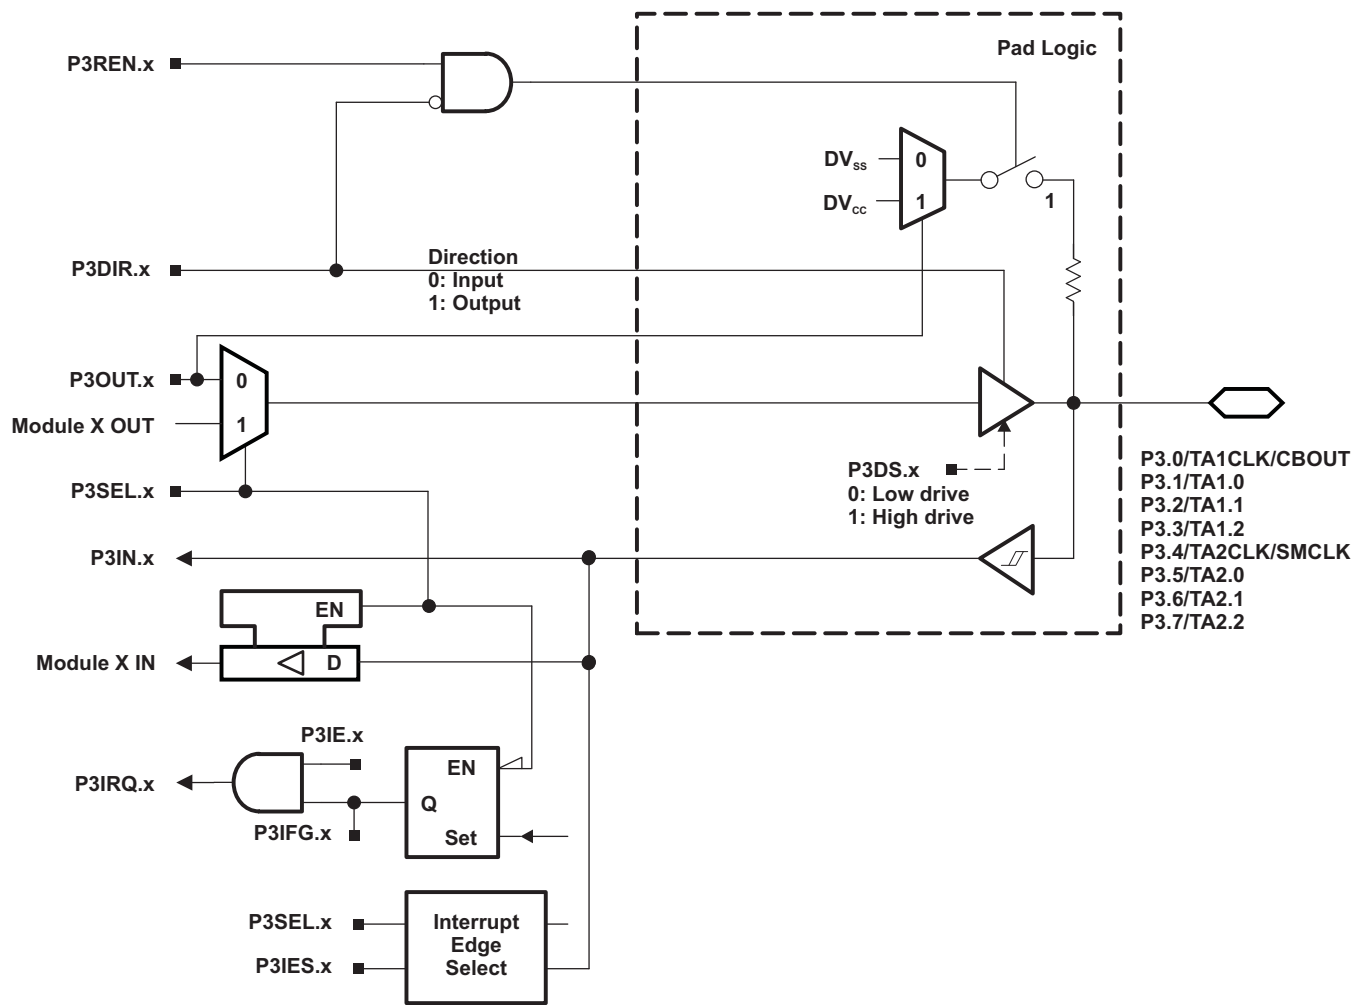 Pad Logic
P3REN.x
DVSS
0
DVCC
1
1
P3DIR.x
Direction
0: Input
1: Output
P3OUT.x
0
Module X OUT
1
P3SEL.x
P3DS.x
0: Low drive
1: High drive
P3.0/TA1CLK/CBOUT
P3.1/TA1.0
P3.2/TA1.1
P3.3/TA1.2
P3.4/TA2CLK/SMCLK
P3.5/TA2.0
P3.6/TA2.1
P3.7/TA2.2
P3IN.x
EN
Module X IN
D
P3IE.x
P3IRQ.x
EN
Q
P3IFG.x
Set
P3SEL.x
P3IES.x
Interrupt
Edge
Select